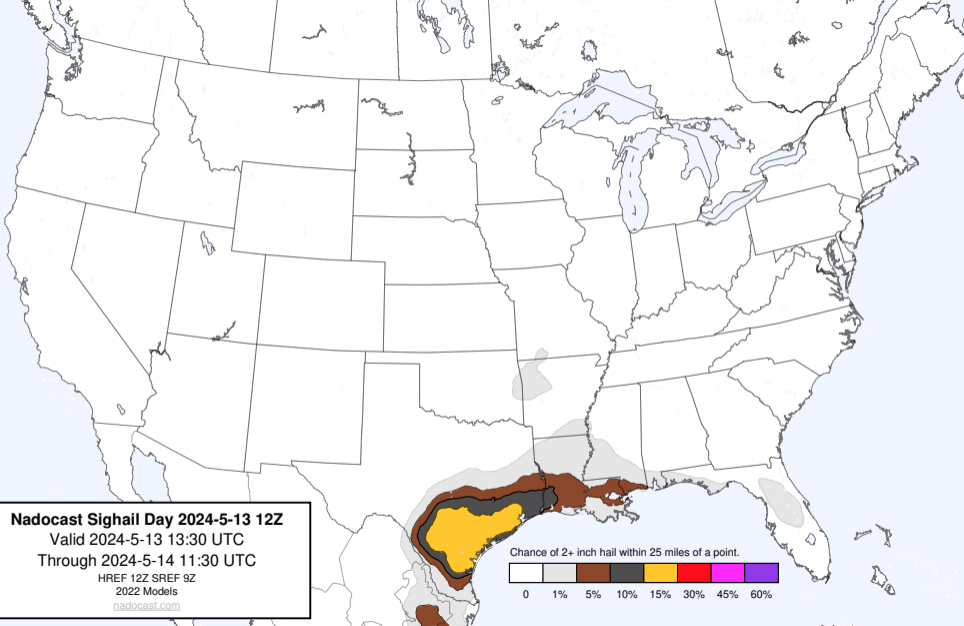 Nadocast Sighail Day 2024-5-13 12Z
Valid 2024-5-13 13:30 UTC
Through 2024-5-14 11:30 UTC
HREF 12Z SREF 9Z
2022 Models
nadocast.com
Chance of 2+ inch hail within 25 miles of a point.
0 1% 5% 10% 15% 30% 45% 60%